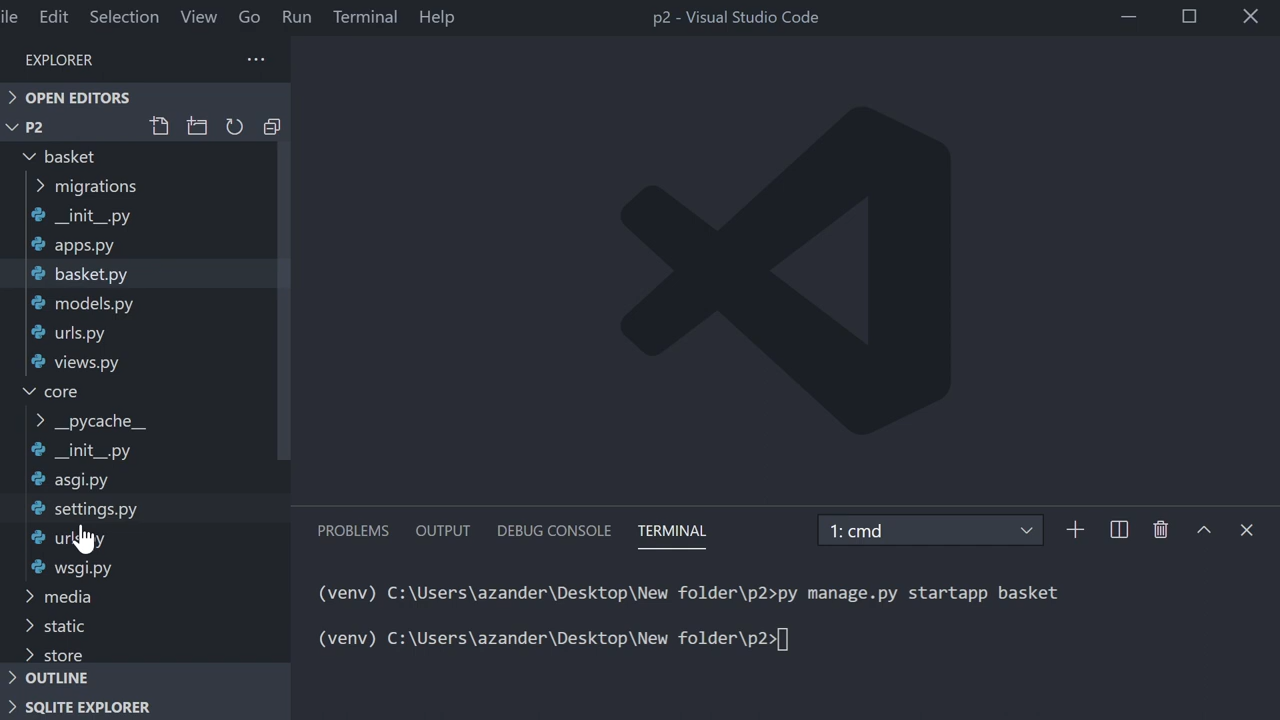 ile Edit Selection View Go Run Terminal Help p2 - Visual Studio Code
EXPLORER
OPEN EDITORS
P2
basket
migrations
__init__.py
apps.py
basket.py
models.py
urls.py
views.py
core
__pycache__
__init__.py
asgi.py
settings.py
wsgi.py
media
static
store
OUTLINE
SQLITE EXPLORER
PROBLEMS OUTPUT DEBUG CONSOLE TERMINAL 1: cmd
(venv) C:\Users\azander\Desktop\New folder\p2>py manage.py startapp basket
(venv) C:\Users\azander\Desktop\New folder\p2>